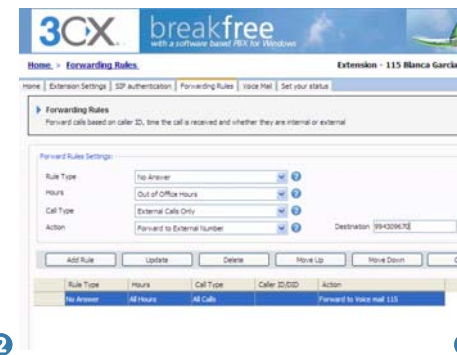 3CX breakfree
with a software based PBX for Windows
Home > Forwarding Rules Extension - 115 Blanca Garcia
Home Extension Settings SIP authentication Forwarding Rules Voice Mail Set your status
Forwarding Rules
Forward calls based on caller ID, time the call is received and whether they are internal or external
Forward Rules Settings:
Rule Type No Answer
Hours Out of Office Hours
Call Type External Calls Only
Action Forward to External Number Destination 994309670
Add Rule Update Delete Move Up Move Down
Rule Type Hours Call Type Caller ID/DID Action
No Answer All Hours All Calls Forward to Voice mail 115
2